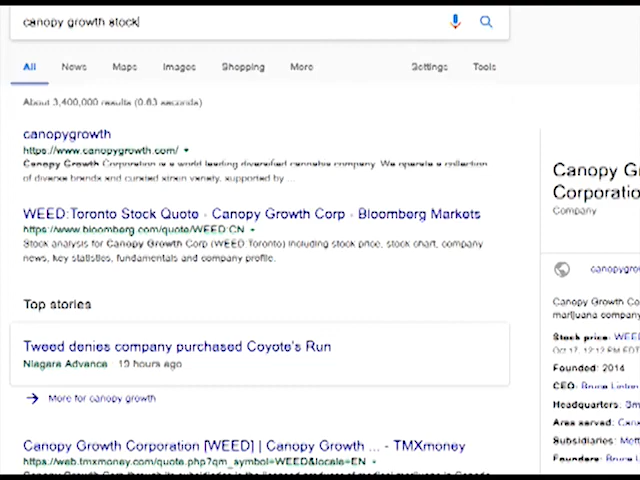 canopy growth stock
All News Maps Images Shopping More Settings Tools
About 3,400,000 results (0.63 seconds)
canopygrowth
https://www.canopygrowth.com/
Canopy Growth Corporation is a world leading diversified cannabis company. We operate a collection
of diverse brands and curated strain variety, supported by ...
WEED:Toronto Stock Quote - Canopy Growth Corp - Bloomberg Markets
https://www.bloomberg.com/quote/WEED:CN
Stock analysis for Canopy Growth Corp (WEED:Toronto) including stock price, stock chart, company
news, key statistics, fundamentals and company profile.
Top stories
Tweed denies company purchased Coyote's Run
Niagara Advance 19 hours ago
More for canopy growth
Canopy Growth Corporation [WEED] | Canopy Growth ... - TMXmoney
https://web.tmxmoney.com/quote.php?qm_symbol=WEED&locale=EN
Canopy Gr
Corporation
Company
canopygro
Canopy Growth Co
marijuana company
Stock price: WEED
Oct 17, 12:12 PM EDT
Founded: 2014
CEO: Bruce Linton
Headquarters: Sm
Area served: Cana
Subsidiaries: Mett
Founders: Bruce L